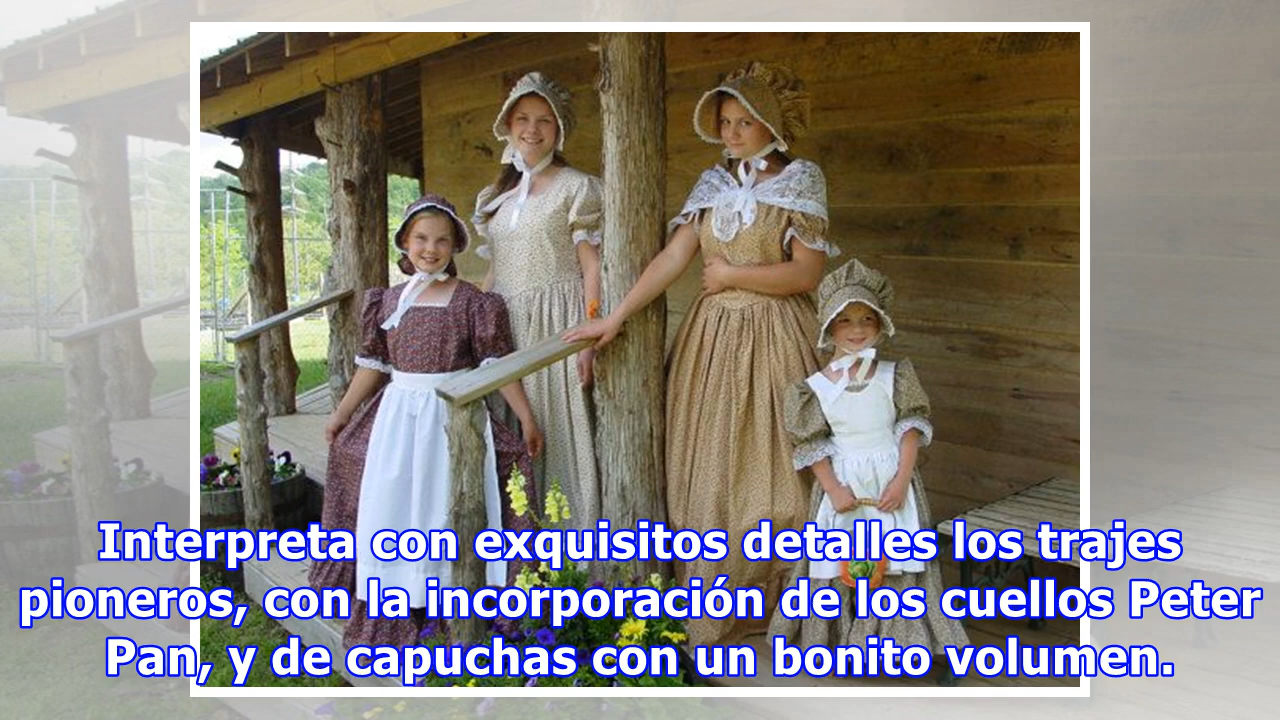 Interpreta con exquisitos detalles los trajes
pioneros, con la incorporación de los cuellos Peter
Pan, y de capuchas con un bonito volumen.